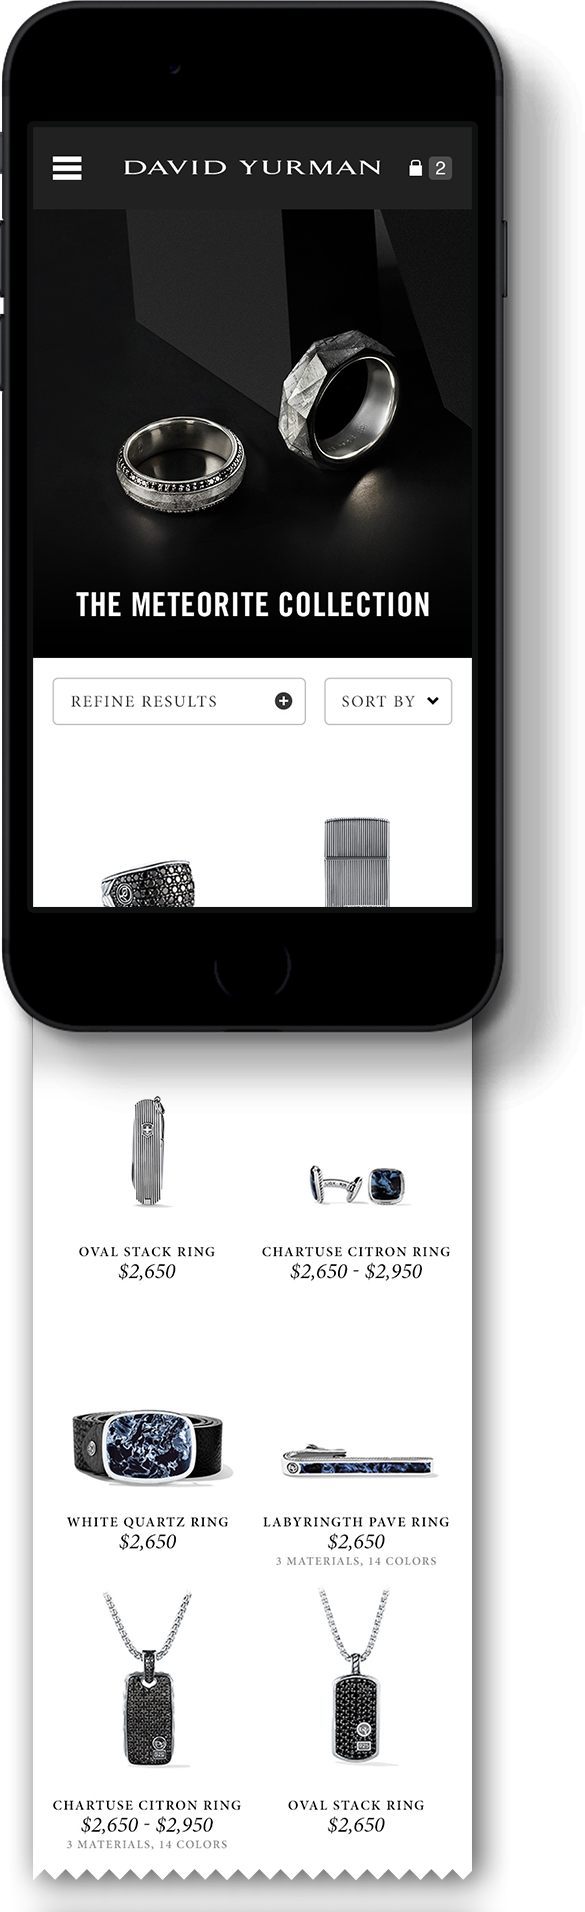 DAVID YURMAN 2
THE METEORITE COLLECTION
REFINE RESULTS SORT BY
OVAL STACK RING
$2,650
CHARTUSE CITRON RING
$2,650 - $2,950
WHITE QUARTZ RING
$2,650
LABYRINGTH PAVE RING
$2,650
3 MATERIALS, 14 COLORS
CHARTUSE CITRON RING
$2,650 - $2,950
3 MATERIALS, 14 COLORS
OVAL STACK RING
$2,650